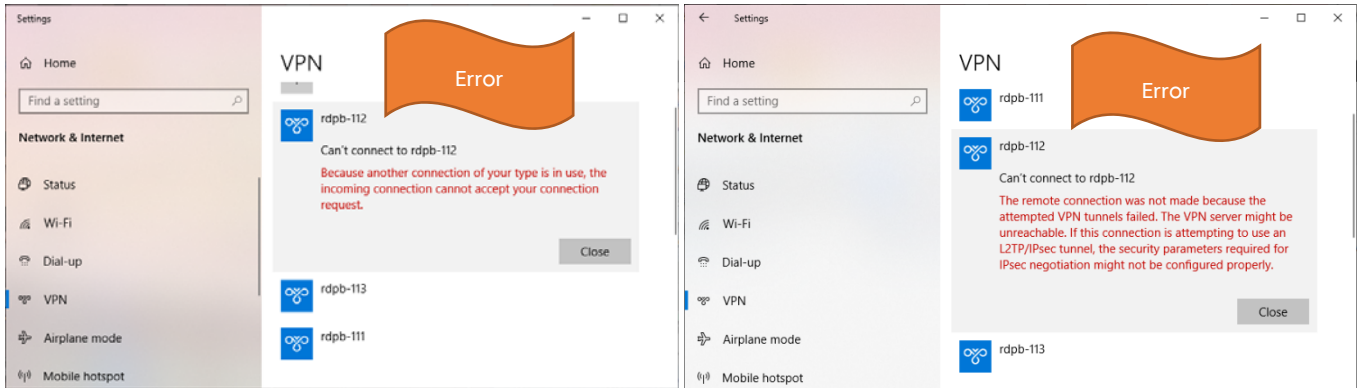 Settings
Home
Find a setting
Network & Internet
Status
Wi-Fi
Dial-up
VPN
Airplane mode
Mobile hotspot
VPN
Error
rdpb-112
Can't connect to rdpb-112
Because another connection of your type is in use, the
incoming connection cannot accept your connection
request.
Close
rdpb-113
rdpb-111
Settings
Home
Find a setting
Network & Internet
Status
Wi-Fi
Dial-up
VPN
Airplane mode
Mobile hotspot
VPN
Error
rdpb-111
rdpb-112
Can't connect to rdpb-112
The remote connection was not made because the
attempted VPN tunnels failed. The VPN server might be
unreachable. If this connection is attempting to use an
L2TP/IPsec tunnel, the security parameters required for
IPsec negotiation might not be configured properly.
Close
rdpb-113